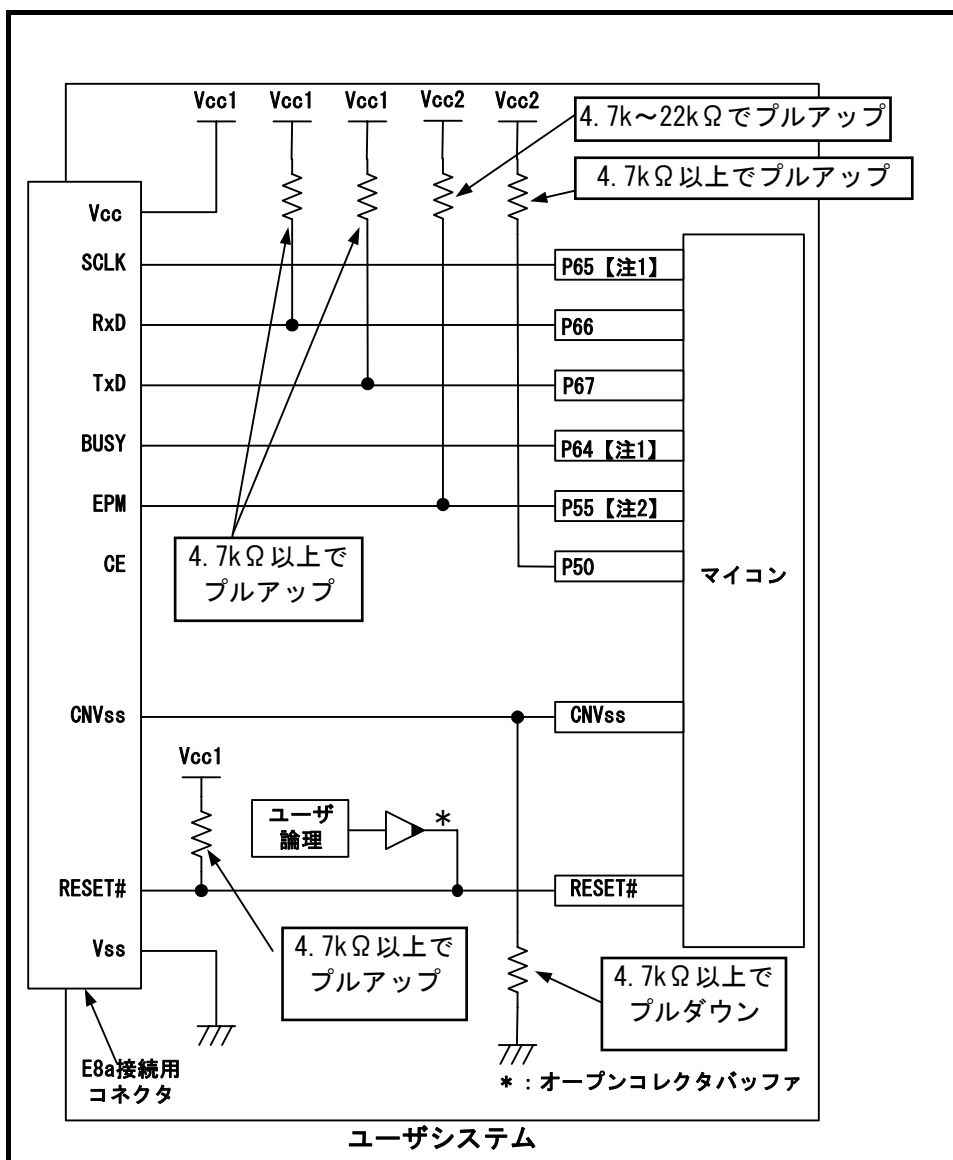 Vcc1 Vcc1 Vcc1 Vcc2 Vcc2
4.7k～22kΩでプルアップ
4.7kΩ以上でプルアップ
Vcc
SCLK
P65【注1】
RxD
P66
TxD
P67
BUSY
P64【注1】
EPM
P55【注2】
CE
P50
4.7kΩ以上で
プルアップ
マイコン
CNVss
CNVss
Vcc1
ユーザ
論理
*
RESET#
RESET#
Vss
4.7kΩ以上で
プルアップ
4.7kΩ以上で
プルダウン
E8a接続用
コネクタ
*：オープンコレクタバッファ
ユーザシステム